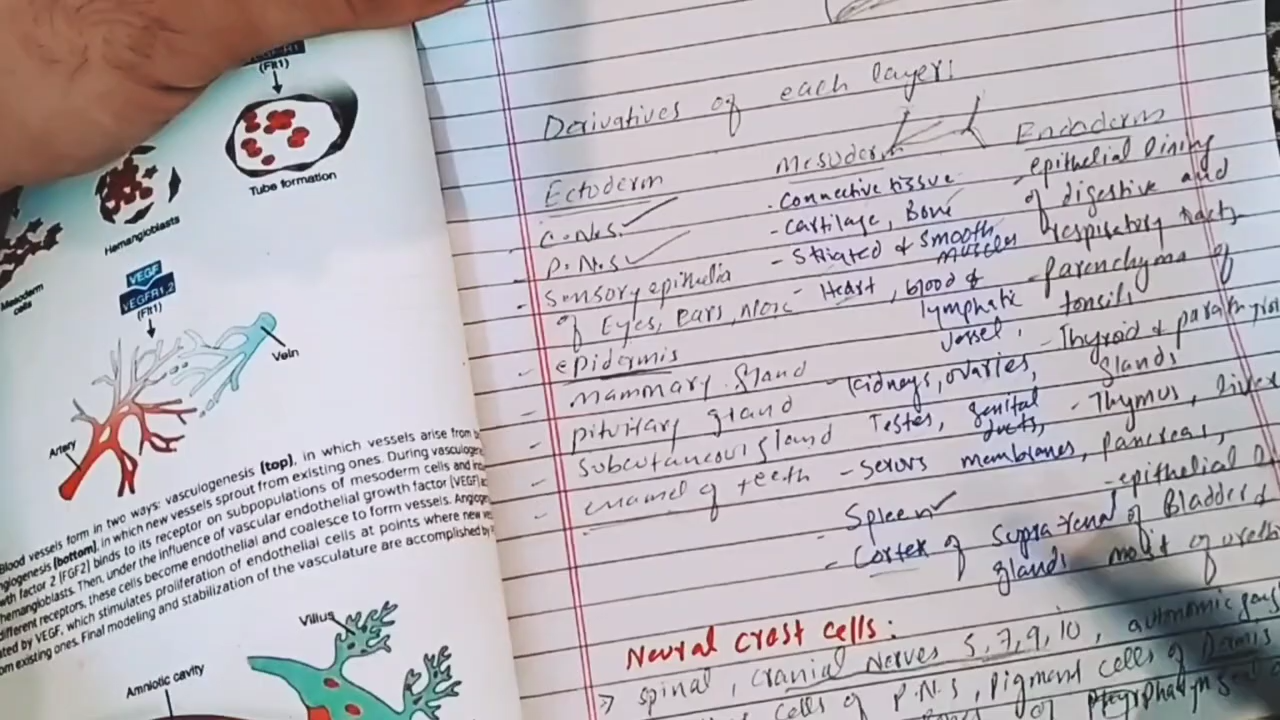 (Flt1)
Tube formation
Hemangioblasts
Mesoderm
cells
VEGF
VEGFR1,2
(Flt1)
Vein
Artery
Blood vessels form in two ways: vasculogenesis (top), in which vessels arise from
(bottom), in which new vessels sprout from existing ones. During
factor 2 (FGF2) binds to its receptor on subpopulations of mesoderm cells and
hemangioblasts. Then, under the influence of vascular endothelial growth factor (VEGF)
different receptors, these cells become endothelial and coalesce to form vessels.
by VEGF, which stimulates proliferation of endothelial cells at points where new
existing ones. Final modeling and stabilization of the vasculature are accomplished by
Villus
Amniotic cavity
Derivatives of each layer:
Ectoderm
- C.N.S.
- P.N.S
- Sensory epithelia
of Eyes, ears, nose
- epidermis
- mammary gland
- pituitary gland
- subcutaneous gland
- enamel of teeth
Mesoderm
- Connective tissue
- Cartilage, Bone
- Striated & smooth
muscles
- Heart, blood &
lymphatic
vessel.
- Kidneys, ovaries,
Testes, genital
ducts,
- serous membranes,
- Spleen
- Cortex of Suprarenal
glands
Endoderm
- epithelial lining
of digestive and
respiratory tracts
- parenchyma of
tonsil,
- Thyroid & parathyroid
glands
- Thymus, liver
pancreas,
- epithelial
of Bladder &
most of
Neural crest cells:
> spinal, cranial Nerves 5, 7, 9, 10, autonomic
cells of P.N.S, pigment cells of Dermis
of